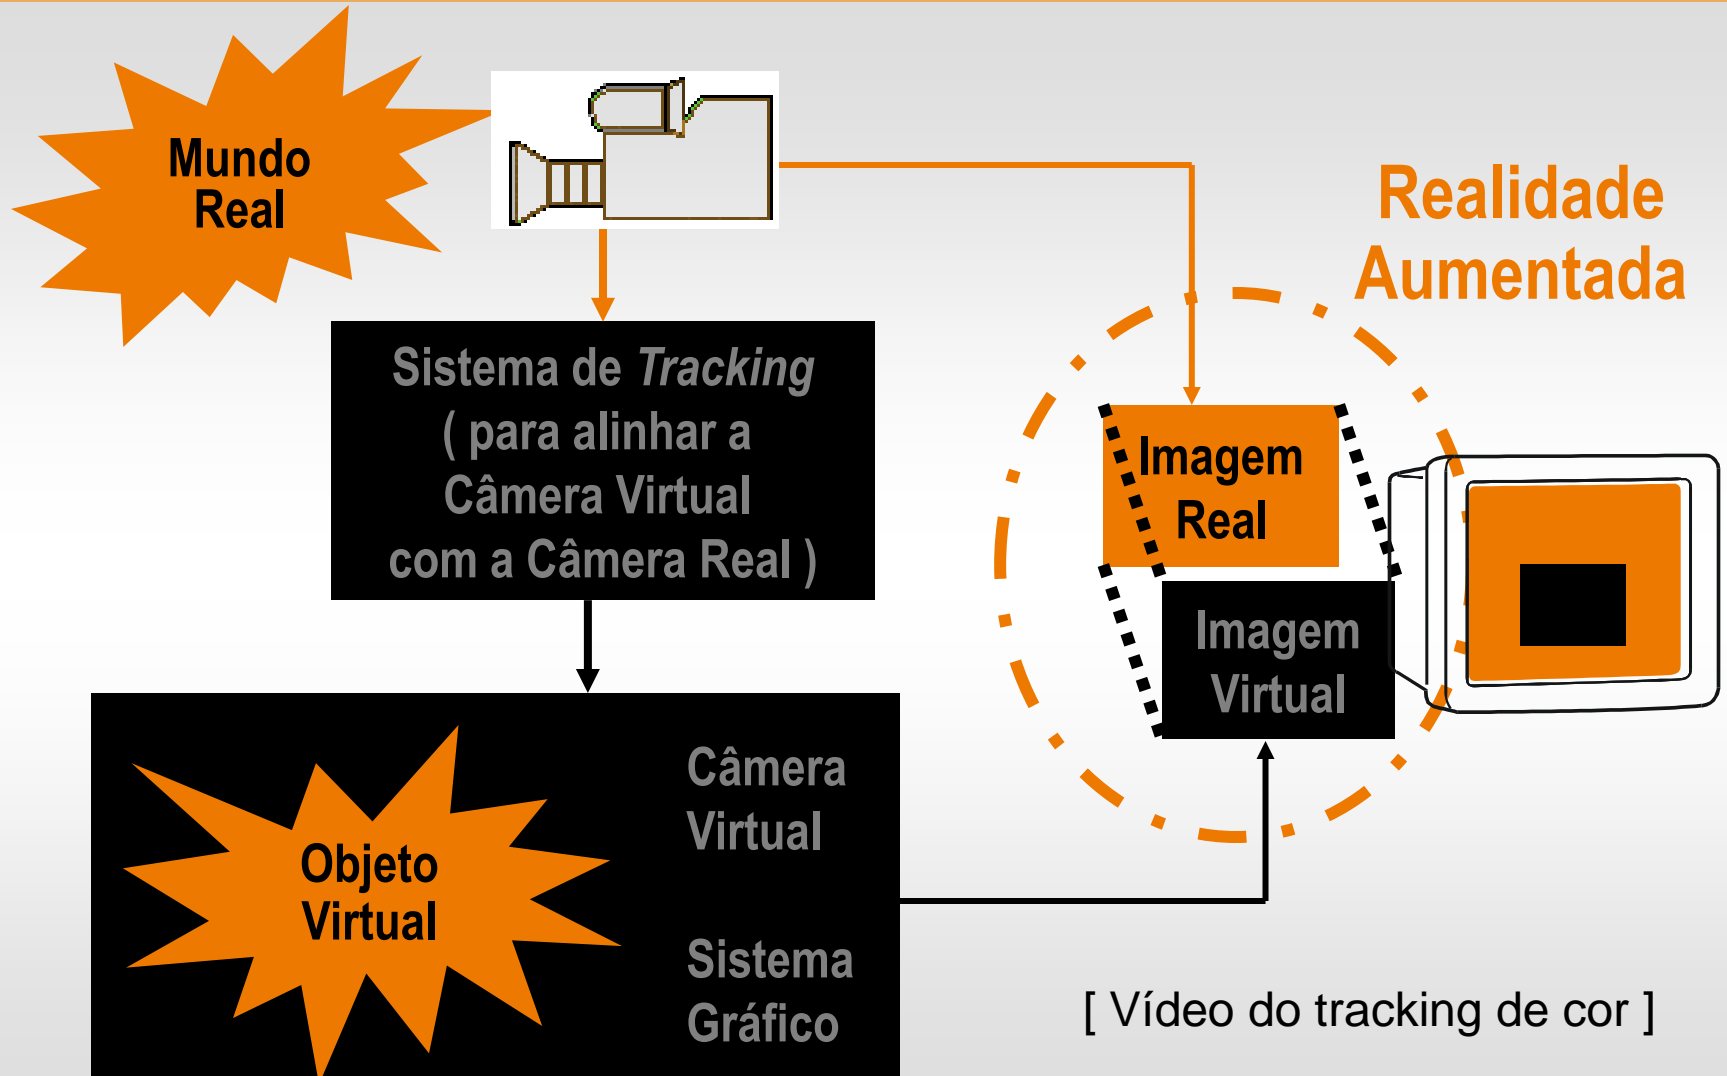 Mundo
Real
Realidade
Aumentada
Sistema de Tracking
( para alinhar a
Câmera Virtual
com a Câmera Real )
Imagem
Real
Imagem
Virtual
Objeto
Virtual
Câmera
Virtual
Sistema
Gráfico
[ Vídeo do tracking de cor ]